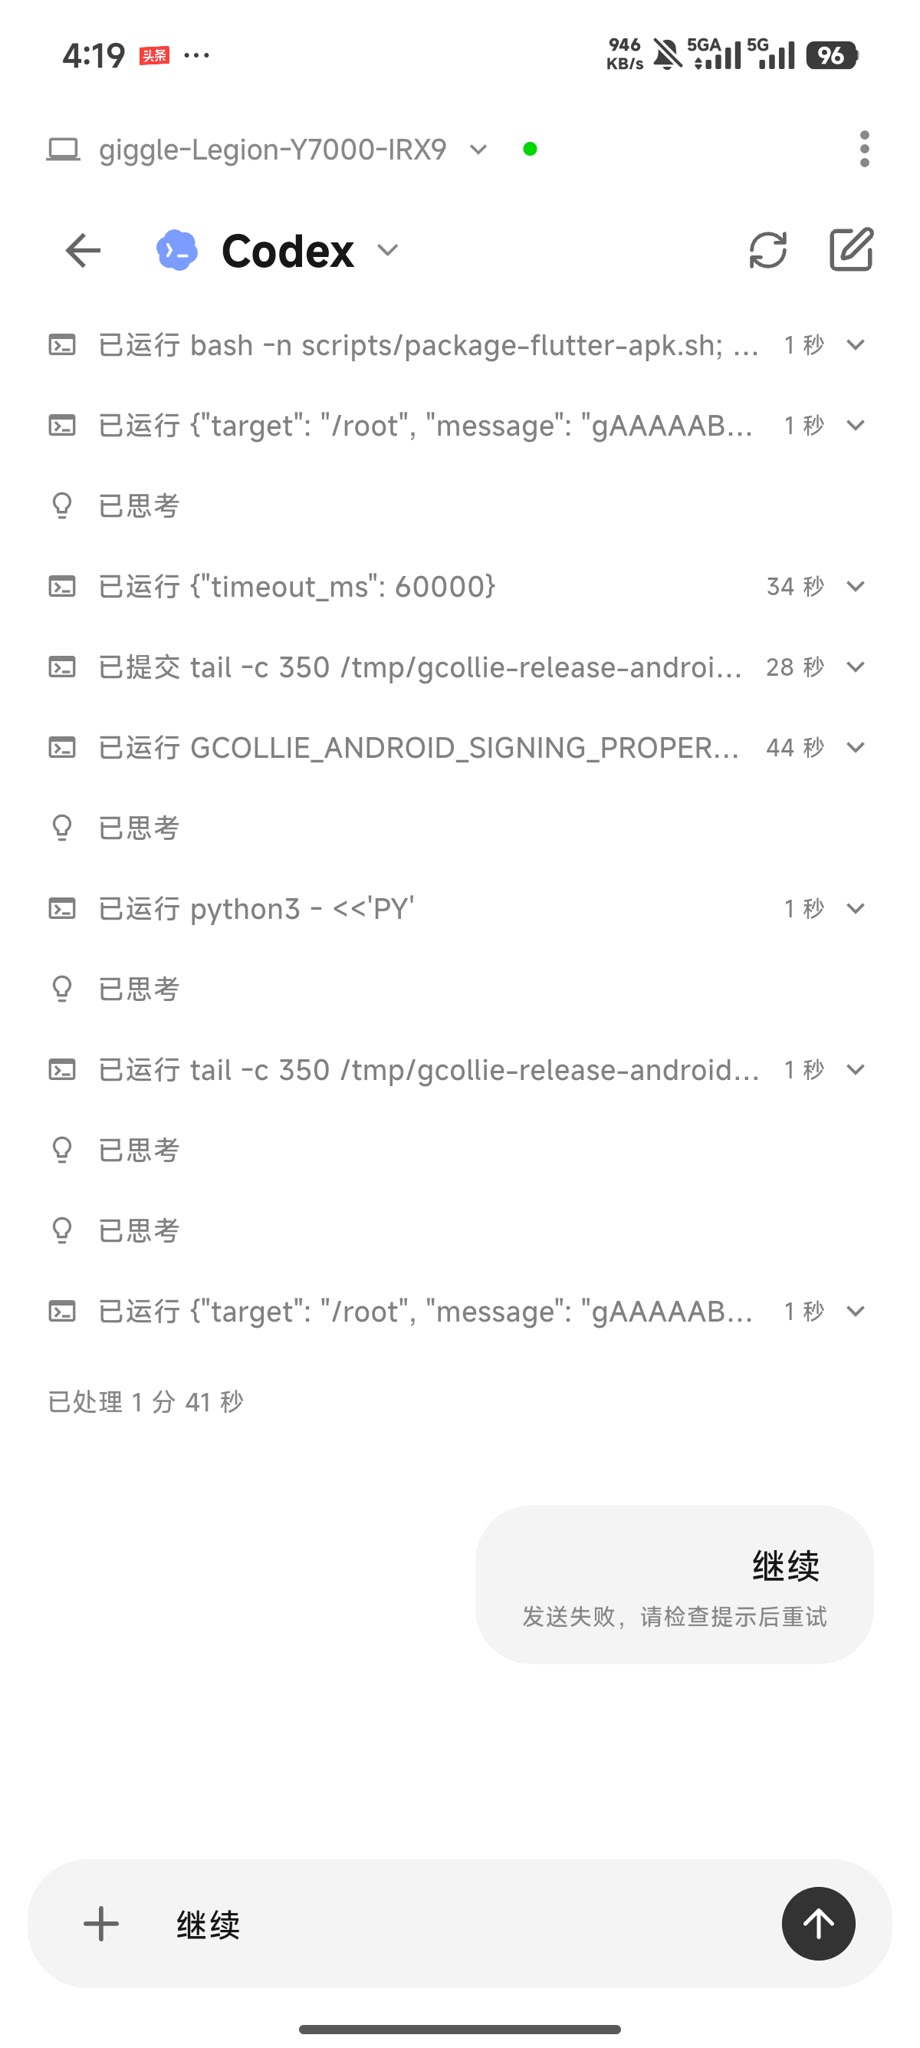 4:19 头条 ...
946 KB/s 5GA 5G 96
giggle-Legion-Y7000-IRX9
Codex
已运行 bash -n scripts/package-flutter-apk.sh; ... 1 秒
已运行 {"target": "/root", "message": "gAAAAAB... 1 秒
已思考
已运行 {"timeout_ms": 60000} 34 秒
已提交 tail -c 350 /tmp/gcollie-release-androi... 28 秒
已运行 GCOLLIE_ANDROID_SIGNING_PROPER... 44 秒
已思考
已运行 python3 - <<'PY' 1 秒
已思考
已运行 tail -c 350 /tmp/gcollie-release-android... 1 秒
已思考
已思考
已运行 {"target": "/root", "message": "gAAAAAB... 1 秒
已处理 1 分 41 秒
继续
发送失败，请检查提示后重试
继续